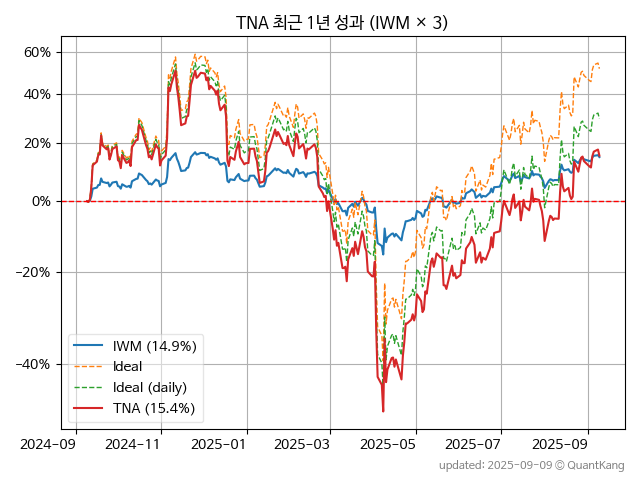 TNA 최근 1년 성과 (IWM × 3)
60%
40%
20%
0%
−20%
−40%
IWM (14.9%)
Ideal
Ideal (daily)
TNA (15.4%)
2024-09
2024-11
2025-01
2025-03
2025-05
2025-07
2025-09
updated: 2025-09-09 © QuantKang